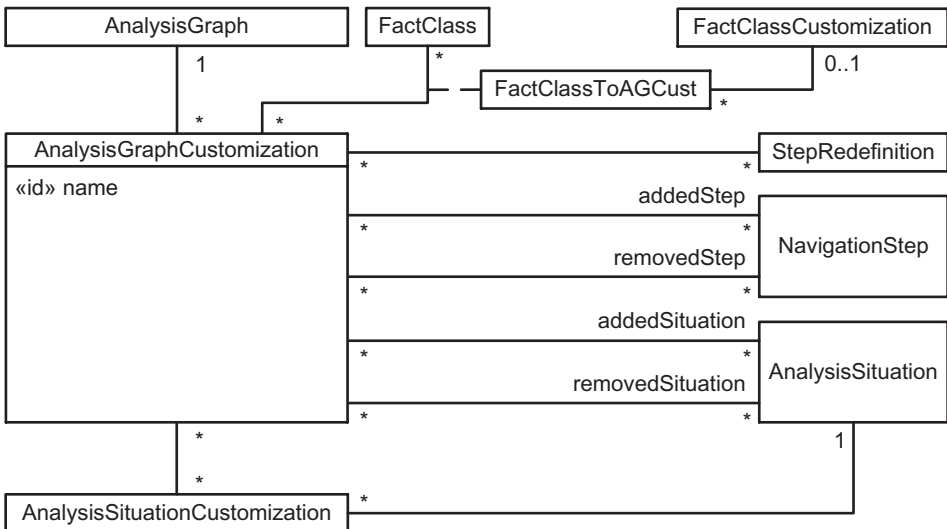 AnalysisGraph
FactClass
FactClassCustomization
1
*
0..1
FactClassToAGCust
*
*
*
AnalysisGraphCustomization
StepRedefinition
*
*
«id» name
addedStep
*
*
NavigationStep
removedStep
*
*
addedSituation
*
*
AnalysisSituation
removedSituation
*
*
*
1
*
*
AnalysisSituationCustomization